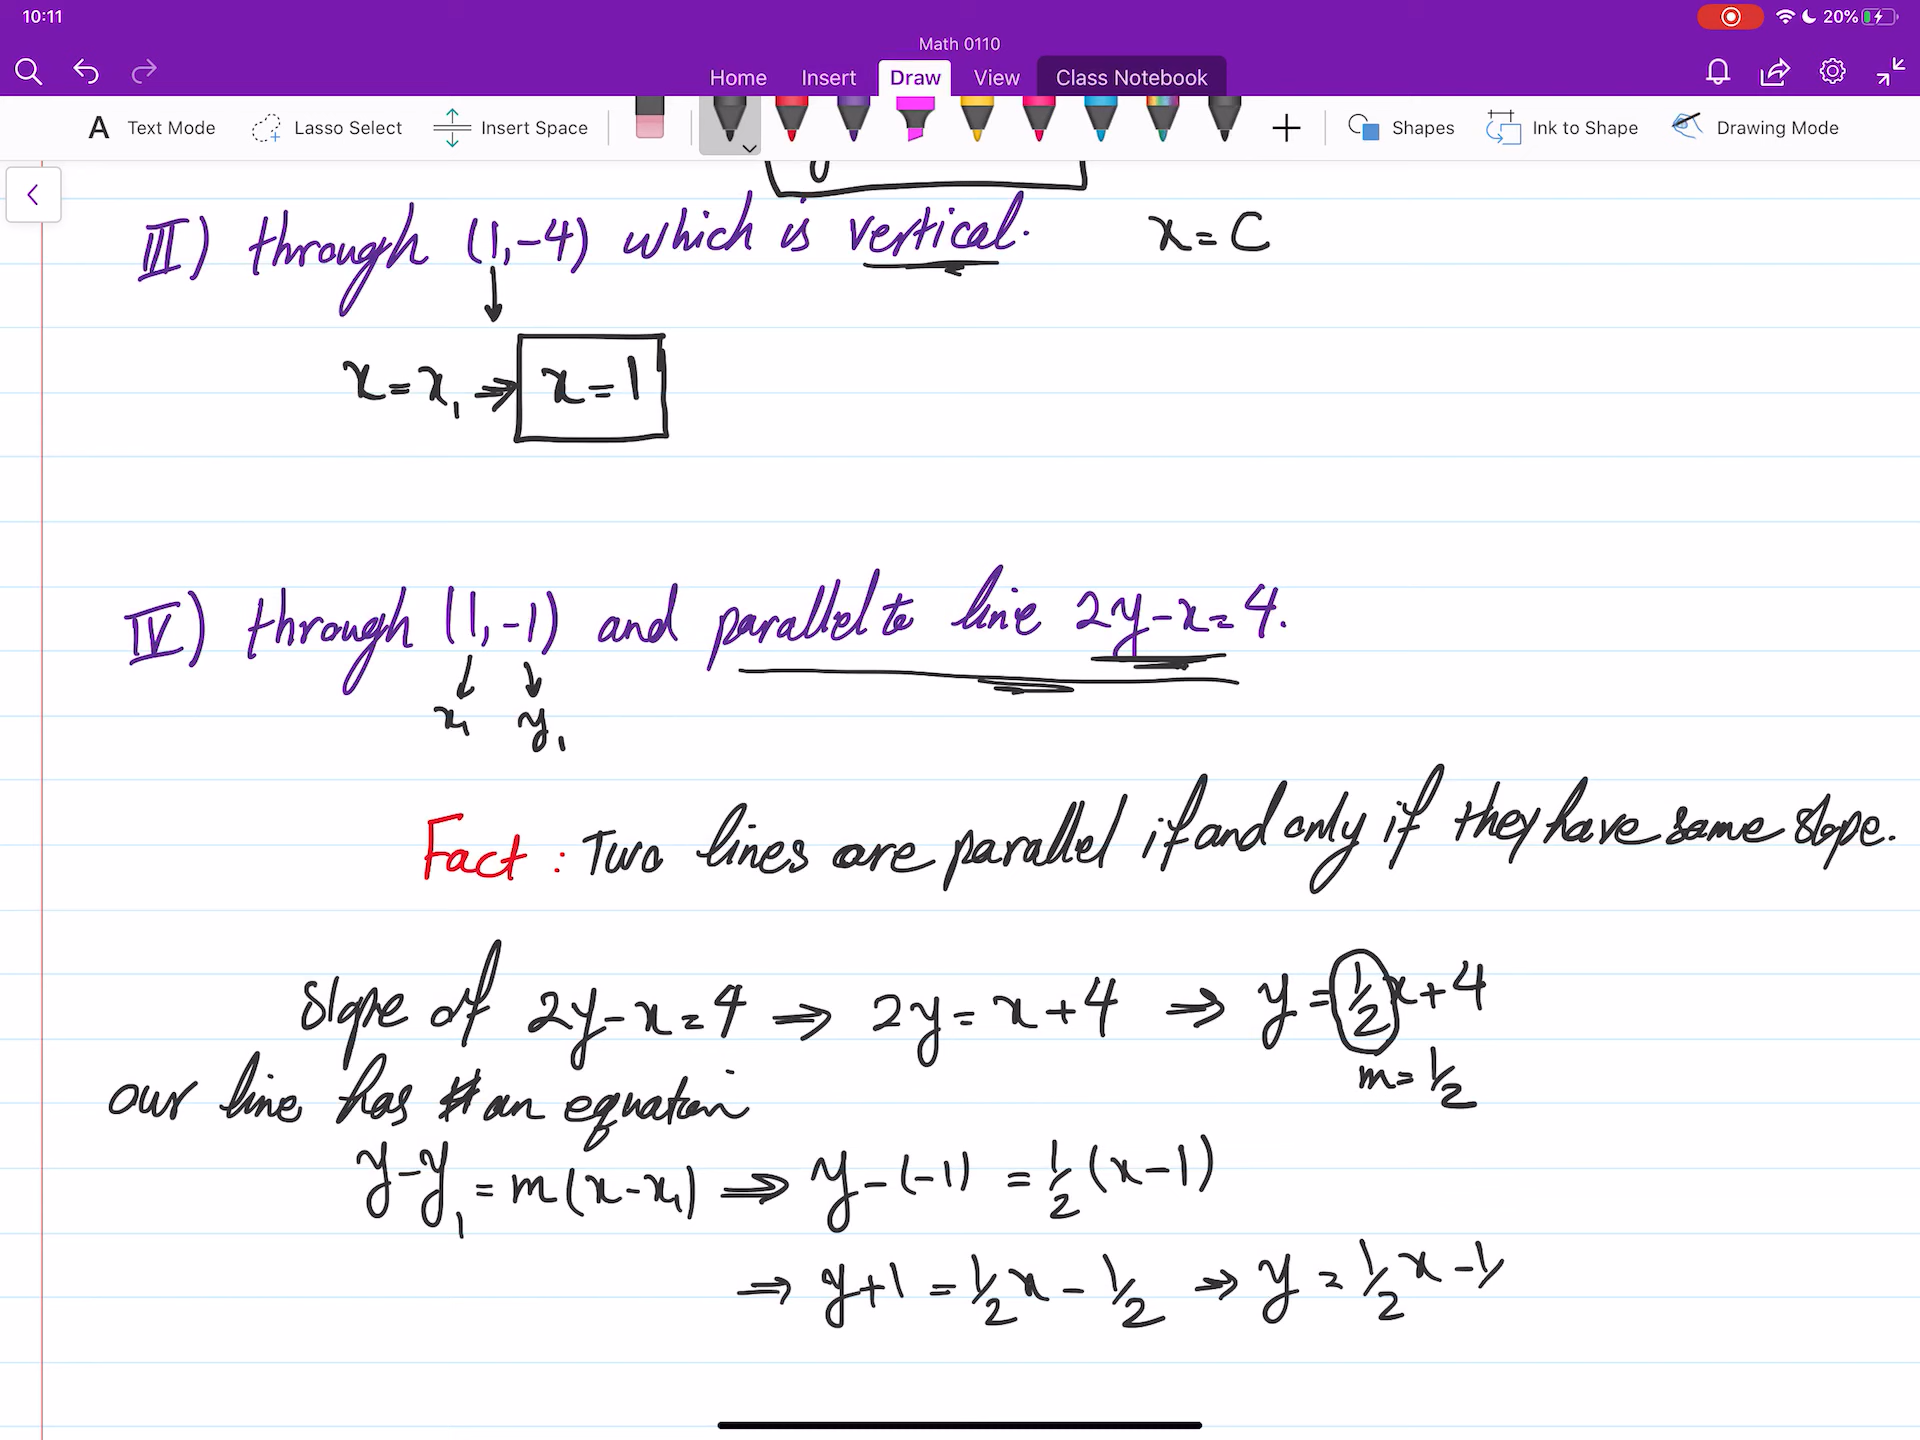 10:11
20%
Math 0110
Home Insert Draw View Class Notebook
A Text Mode Lasso Select Insert Space Shapes Ink to Shape Drawing Mode
III) through (1,-4) which is vertical. x = C
x = x₁ ⇒ x = 1
IV) through (1,-1) and parallel to line 2y-x=4.
x₁ y₁
Fact : Two lines are parallel if and only if they have same slope.
slope of 2y-x=4 ⇒ 2y = x+4 ⇒ y = 1/2 x+4
m = 1/2
our line has an equation
y-y₁ = m(x-x₁) ⇒ y-(-1) = 1/2 (x-1)
⇒ y+1 = 1/2 x - 1/2 ⇒ y = 1/2 x - 1/